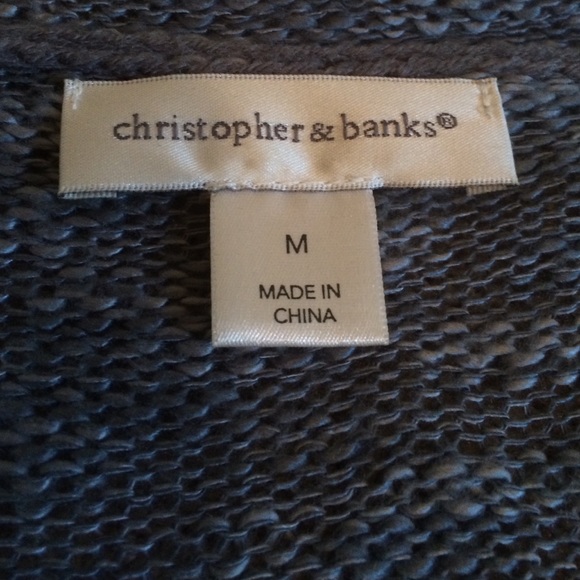 christopher & banks®
M
MADE IN
CHINA